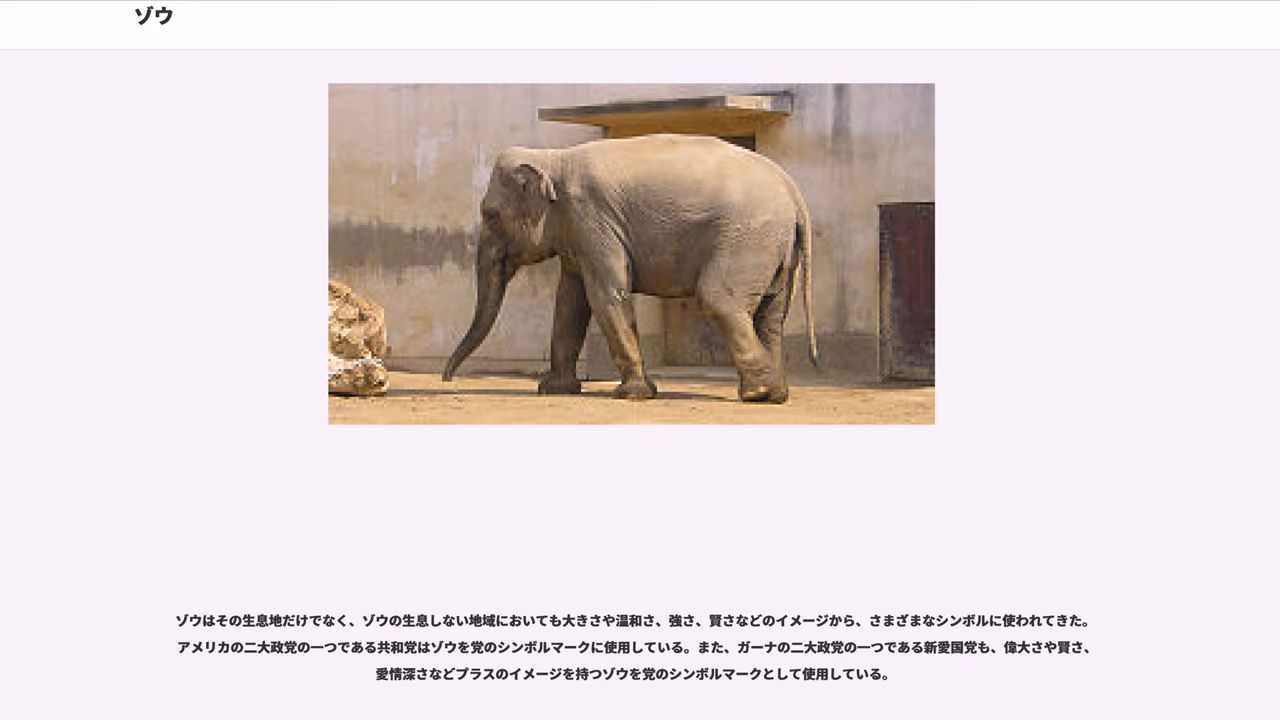 ゾウ
ゾウはその生息地だけでなく、ゾウの生息しない地域においても大きさや温和さ、強さ、賢さなどのイメージから、さまざまなシンボルに使われてきた。
アメリカの二大政党の一つである共和党はゾウを党のシンボルマークに使用している。また、ガーナの二大政党の一つである新愛国党も、偉大さや賢さ、
愛情深さなどプラスのイメージを持つゾウを党のシンボルマークとして使用している。